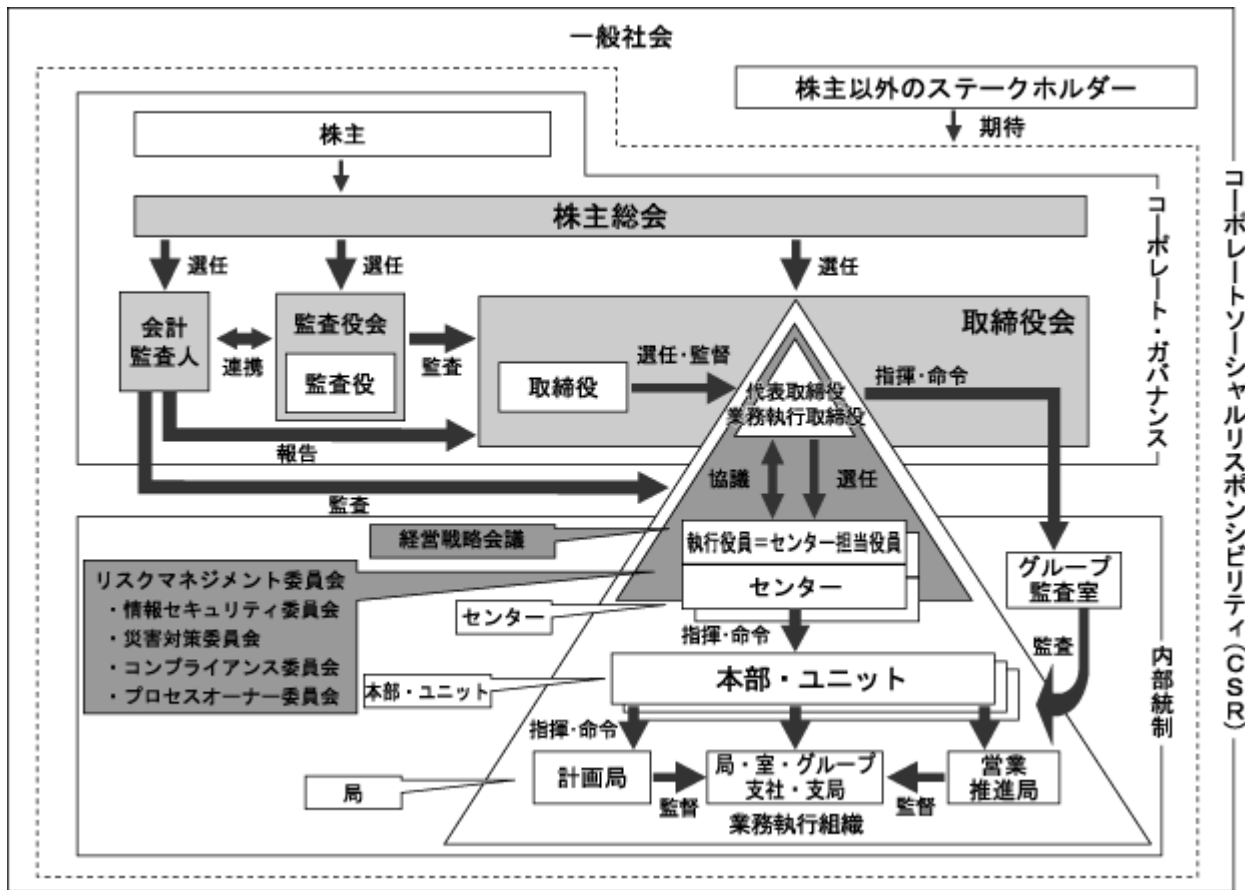 一般社会
株主以外のステークホルダー
期待
株主
株主総会
選任
選任
選任
会計
監査人
連携
監査役会
監査役
監査
取締役会
取締役
選任・監督
代表取締役
業務執行取締役
指揮・命令
報告
監査
協議
選任
コーポレート・ガバナンス
コーポレートソーシャルリスポンシビリティ(CSR)
経営戦略会議
執行役員=センター担当役員
センター
グループ
監査室
リスクマネジメント委員会
・情報セキュリティ委員会
・災害対策委員会
・コンプライアンス委員会
・プロセスオーナー委員会
センター
指揮・命令
監査
内部統制
本部・ユニット
本部・ユニット
指揮・命令
局
計画局
監督
局・室・グループ
支社・支局
監督
営業
推進局
業務執行組織